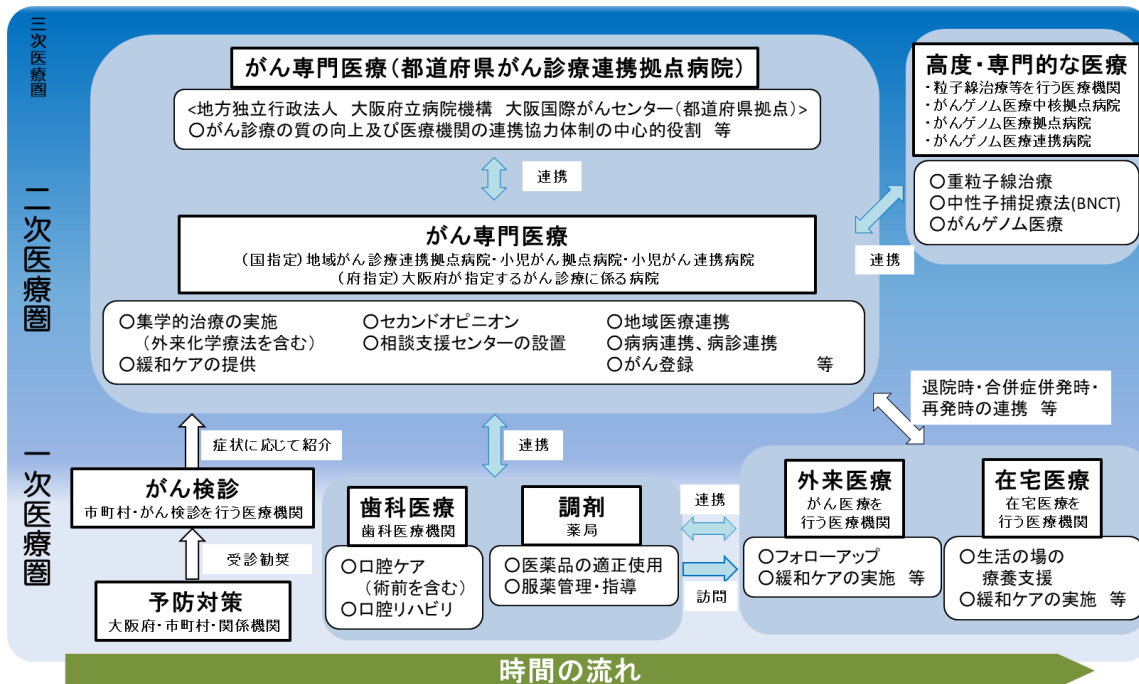 三次医療圏
二次医療圏
一次医療圏
がん専門医療（都道府県がん診療連携拠点病院）
<地方独立行政法人　大阪府立病院機構　大阪国際がんセンター（都道府県拠点）>
○がん診療の質の向上及び医療機関の連携協力体制の中心的役割　等
連携
高度・専門的な医療
・粒子線治療等を行う医療機関
・がんゲノム医療中核拠点病院
・がんゲノム医療拠点病院
・がんゲノム医療連携病院
○重粒子線治療
○中性子捕捉療法(BNCT)
○がんゲノム医療
連携
がん専門医療
（国指定）地域がん診療連携拠点病院・小児がん拠点病院・小児がん連携病院
（府指定）大阪府が指定するがん診療に係る病院
○集学的治療の実施
（外来化学療法を含む）
○緩和ケアの提供
○セカンドオピニオン
○相談支援センターの設置
○地域医療連携
○病病連携、病診連携
○がん登録　等
退院時・合併症併発時・
再発時の連携　等
症状に応じて紹介
連携
がん検診
市町村・がん検診を行う医療機関
受診勧奨
予防対策
大阪府・市町村・関係機関
歯科医療
歯科医療機関
○口腔ケア
（術前を含む）
○口腔リハビリ
調剤
薬局
○医薬品の適正使用
○服薬管理・指導
連携
訪問
外来医療
がん医療を
行う医療機関
○フォローアップ
○緩和ケアの実施　等
在宅医療
在宅医療を
行う医療機関
○生活の場の
療養支援
○緩和ケアの実施　等
時間の流れ